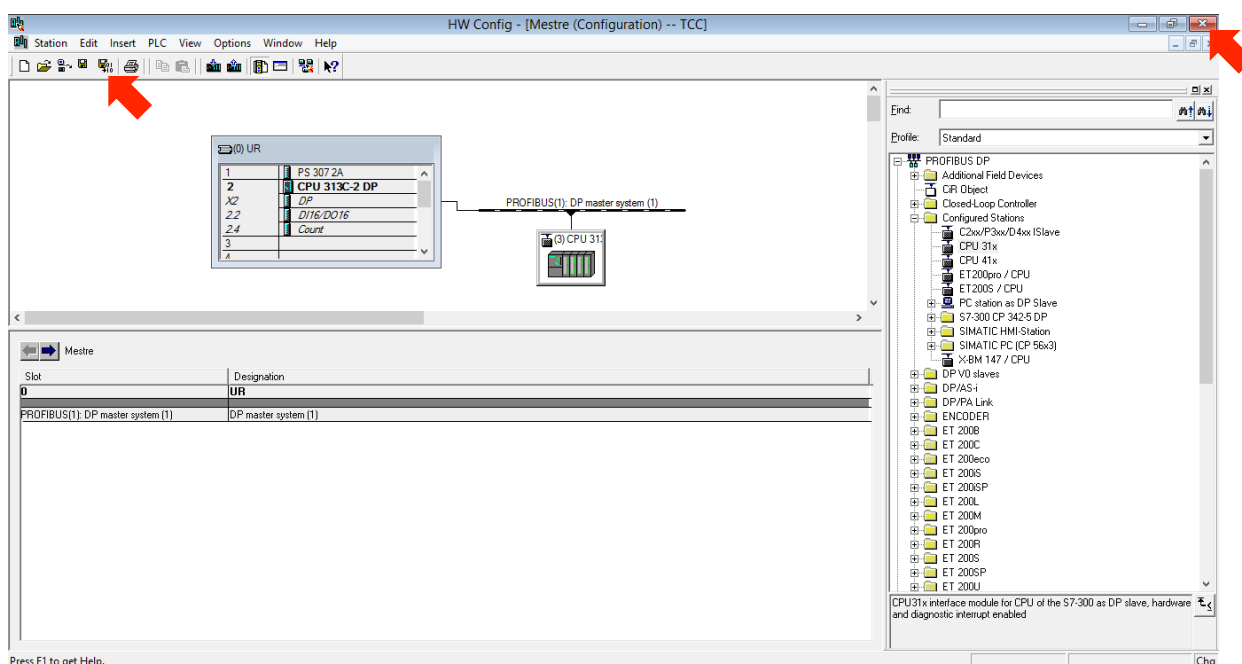 HW Config - [Mestre (Configuration) -- TCC]
Station Edit Insert PLC View Options Window Help
(0) UR
1 PS 307 2A
2 CPU 313C-2 DP
X2 DP
2.2 DI16/DO16
2.4 Count
3
PROFIBUS(1): DP master system (1)
(3) CPU 31
Mestre
Slot Designation
0 UR
PROFIBUS(1): DP master system (1) DP master system (1)
Find:
Profile: Standard
PROFIBUS DP
Additional Field Devices
CiR Object
Closed-Loop Controller
Configured Stations
C2xx/P3xx/D4xx ISlave
CPU 31x
CPU 41x
ET200pro / CPU
ET200S / CPU
PC station as DP Slave
S7-300 CP 342-5 DP
SIMATIC HMI-Station
SIMATIC PC (CP 56x3)
X-BM 147 / CPU
DP V0 slaves
DP/AS-i
DP/PA Link
ENCODER
ET 200B
ET 200C
ET 200eco
ET 200iS
ET 200iSP
ET 200L
ET 200M
ET 200pro
ET 200R
ET 200S
ET 200SP
ET 200U
CPU31x interface module for CPU of the S7-300 as DP slave, hardware
and diagnostic interrupt enabled
Press F1 to get Help.
Chg